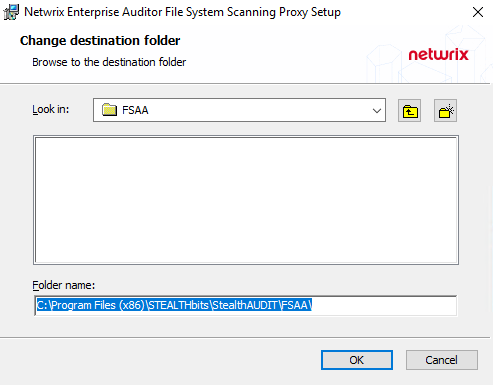 Netwrix Enterprise Auditor File System Scanning Proxy Setup
Change destination folder
Browse to the destination folder
netwrix
Look in:
FSAA
Folder name:
C:\Program Files (x86)\STEALTHbits\StealthAUDIT\FSAA\
OK
Cancel